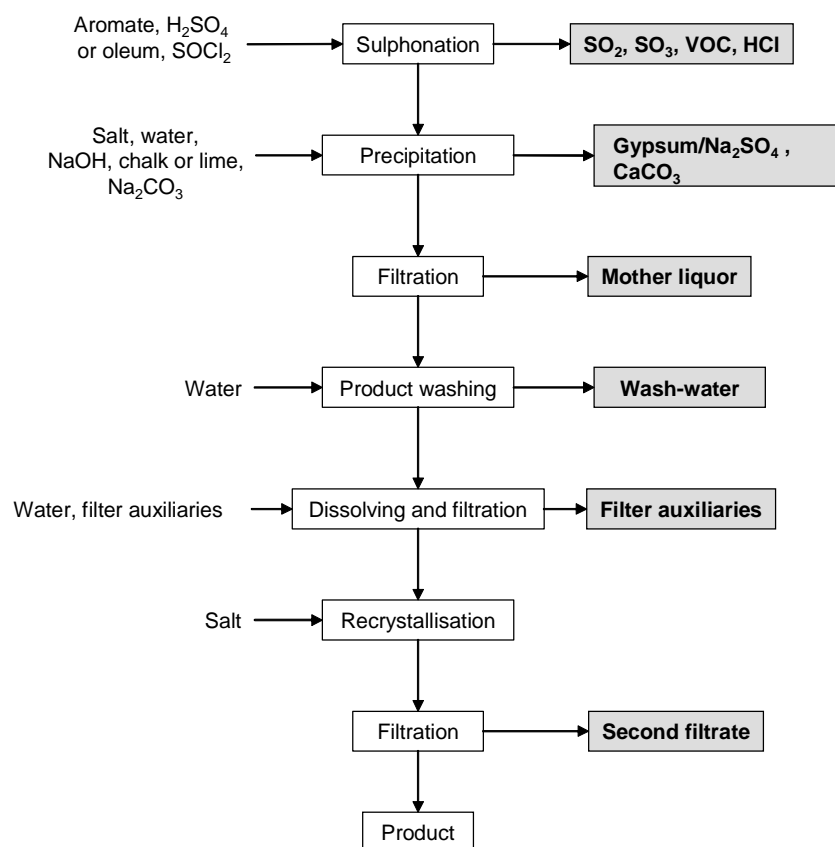 Aromate, H₂SO₄
or oleum, SOCl₂
Sulphonation
SO₂, SO₃, VOC, HCl
Salt, water,
NaOH, chalk or lime,
Na₂CO₃
Precipitation
Gypsum/Na₂SO₄ ,
CaCO₃
Filtration
Mother liquor
Water
Product washing
Wash-water
Water, filter auxiliaries
Dissolving and filtration
Filter auxiliaries
Salt
Recrystallisation
Filtration
Second filtrate
Product